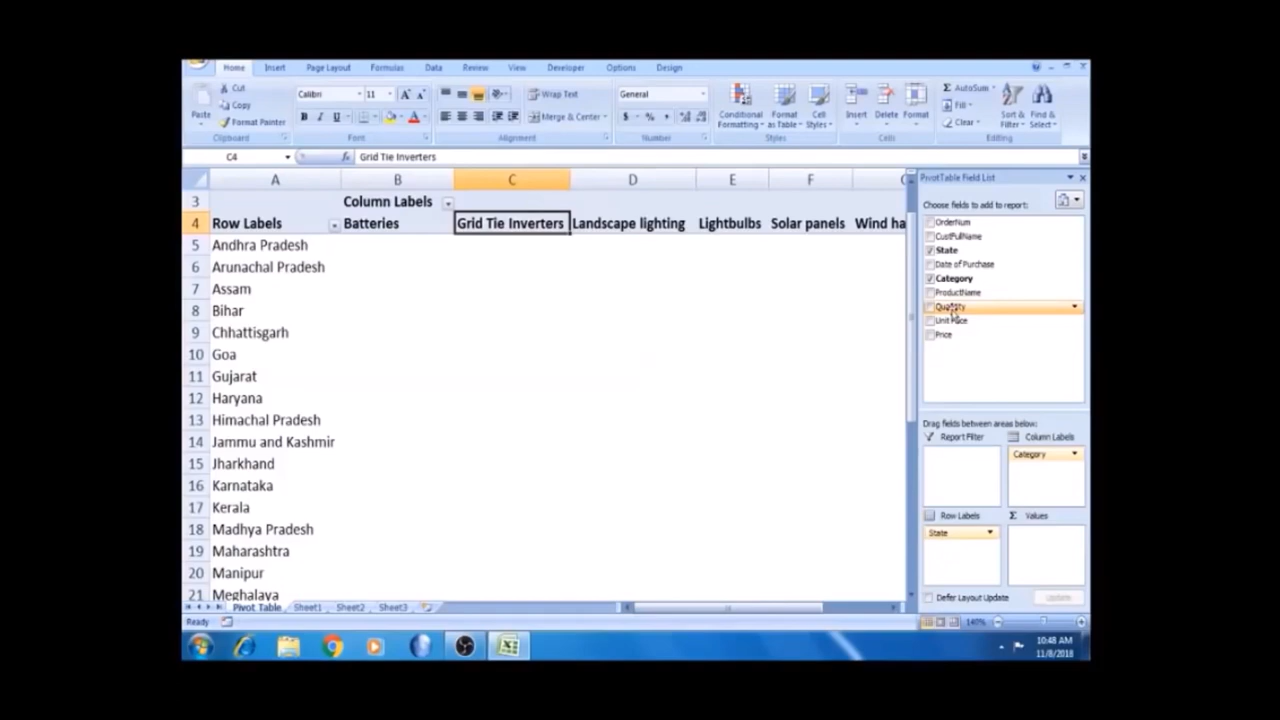 Home Insert Page Layout Formulas Data Review View Developer Options Design
Cut
Copy
Format Painter
Paste
Clipboard
Calibri 11
B I U
Font
Wrap Text
Merge & Center
Alignment
General
$ % ,
Number
Conditional Formatting
Format as Table
Cell Styles
Styles
Insert
Delete
Format
Cells
AutoSum
Fill
Clear
Sort & Filter
Find & Select
Editing
C4 fx Grid Tie Inverters
PivotTable Field List
A B C D E F
3 Column Labels
4 Row Labels Batteries Grid Tie Inverters Landscape lighting Lightbulbs Solar panels Wind ha
5 Andhra Pradesh
6 Arunachal Pradesh
7 Assam
8 Bihar
9 Chhattisgarh
10 Goa
11 Gujarat
12 Haryana
13 Himachal Pradesh
14 Jammu and Kashmir
15 Jharkhand
16 Karnataka
17 Kerala
18 Madhya Pradesh
19 Maharashtra
20 Manipur
21 Meghalaya
Choose fields to add to report:
OrderNum
CustFullName
State
Date of Purchase
Category
ProductName
Quantity
Unit Price
Price
Drag fields between areas below:
Report Filter Column Labels
Category
Row Labels Σ Values
State
Defer Layout Update Update
Pivot Table Sheet1 Sheet2 Sheet3
Ready 140%
10:48 AM
11/8/2018